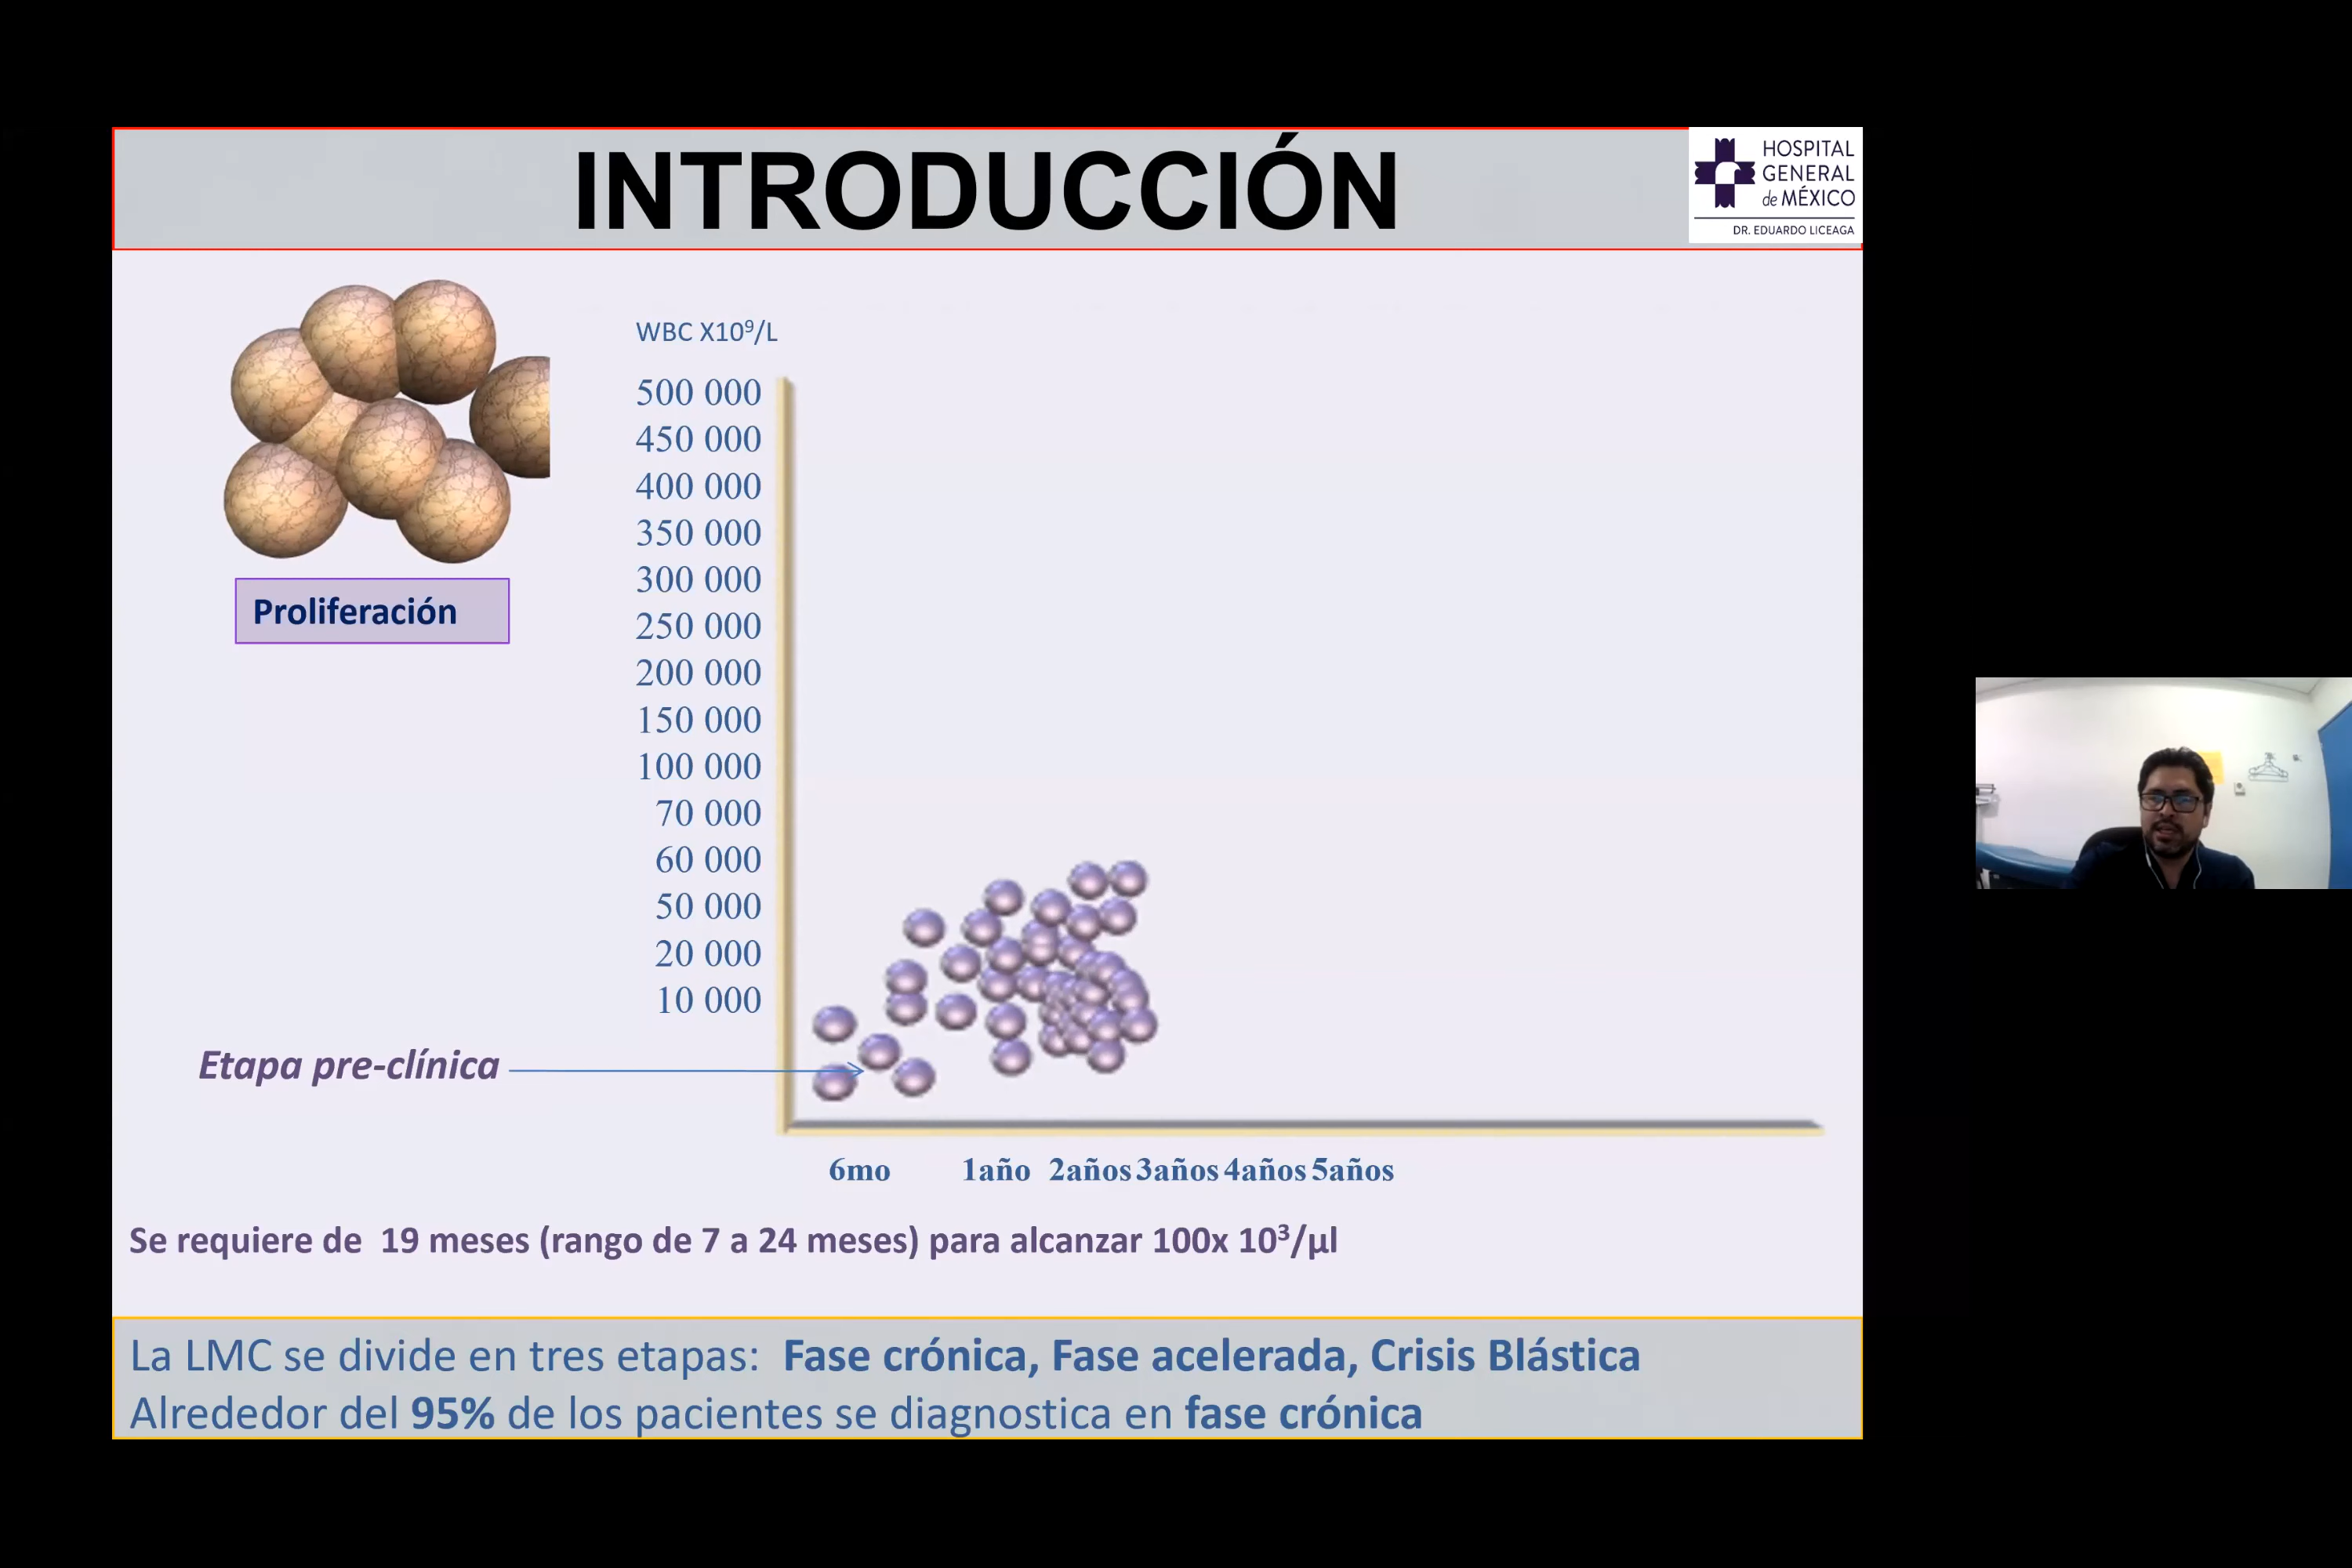 INTRODUCCIÓN
HOSPITAL
GENERAL
de MÉXICO
DR. EDUARDO LICEAGA
WBC X10⁹/L
500 000
450 000
400 000
350 000
300 000
250 000
200 000
150 000
100 000
70 000
60 000
50 000
20 000
10 000
Proliferación
Etapa pre-clínica
6mo 1año 2años 3años 4años 5años
Se requiere de 19 meses (rango de 7 a 24 meses) para alcanzar 100x 10³/µl
La LMC se divide en tres etapas: Fase crónica, Fase acelerada, Crisis Blástica
Alrededor del 95% de los pacientes se diagnostica en fase crónica